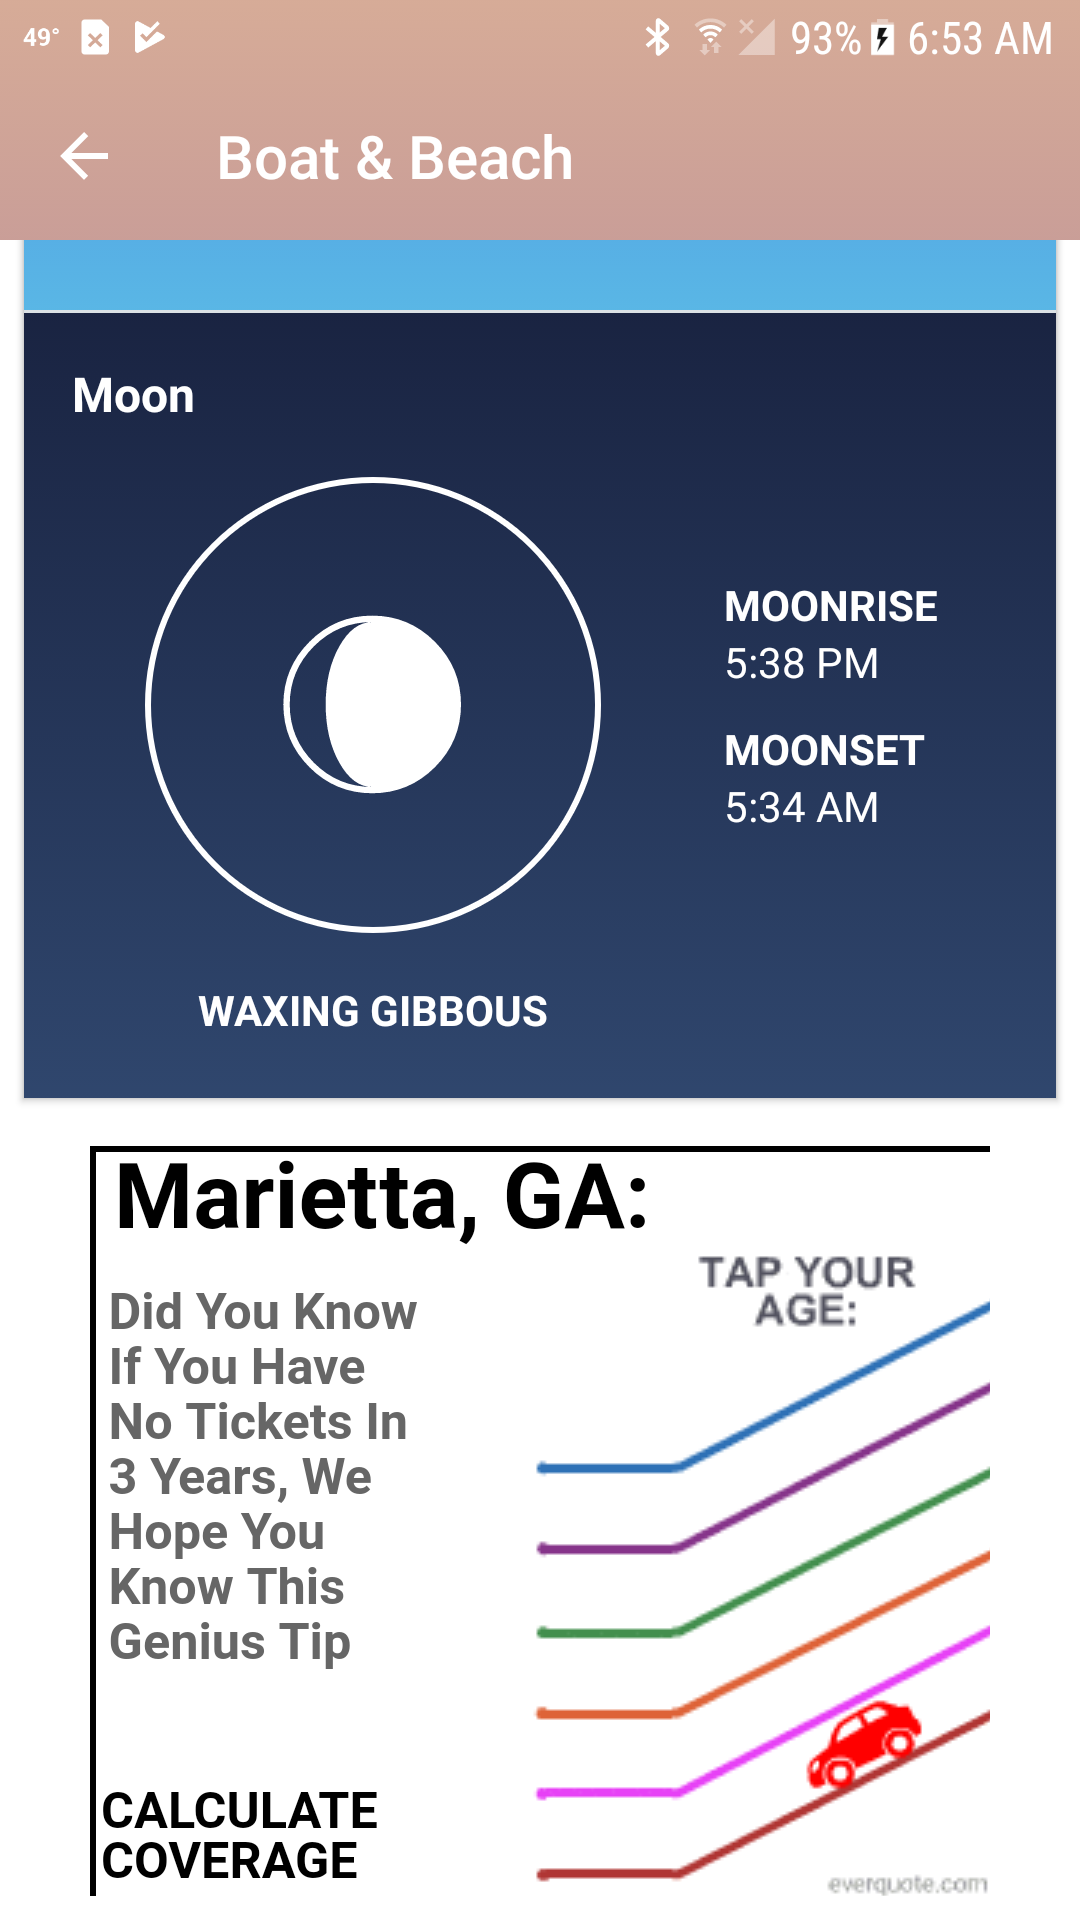 49° 93% 6:53 AM
Boat & Beach
Moon
MOONRISE
5:38 PM
MOONSET
5:34 AM
WAXING GIBBOUS
Marietta, GA:
TAP YOUR
AGE:
Did You Know
If You Have
No Tickets In
3 Years, We
Hope You
Know This
Genius Tip
CALCULATE
COVERAGE
everquote.com